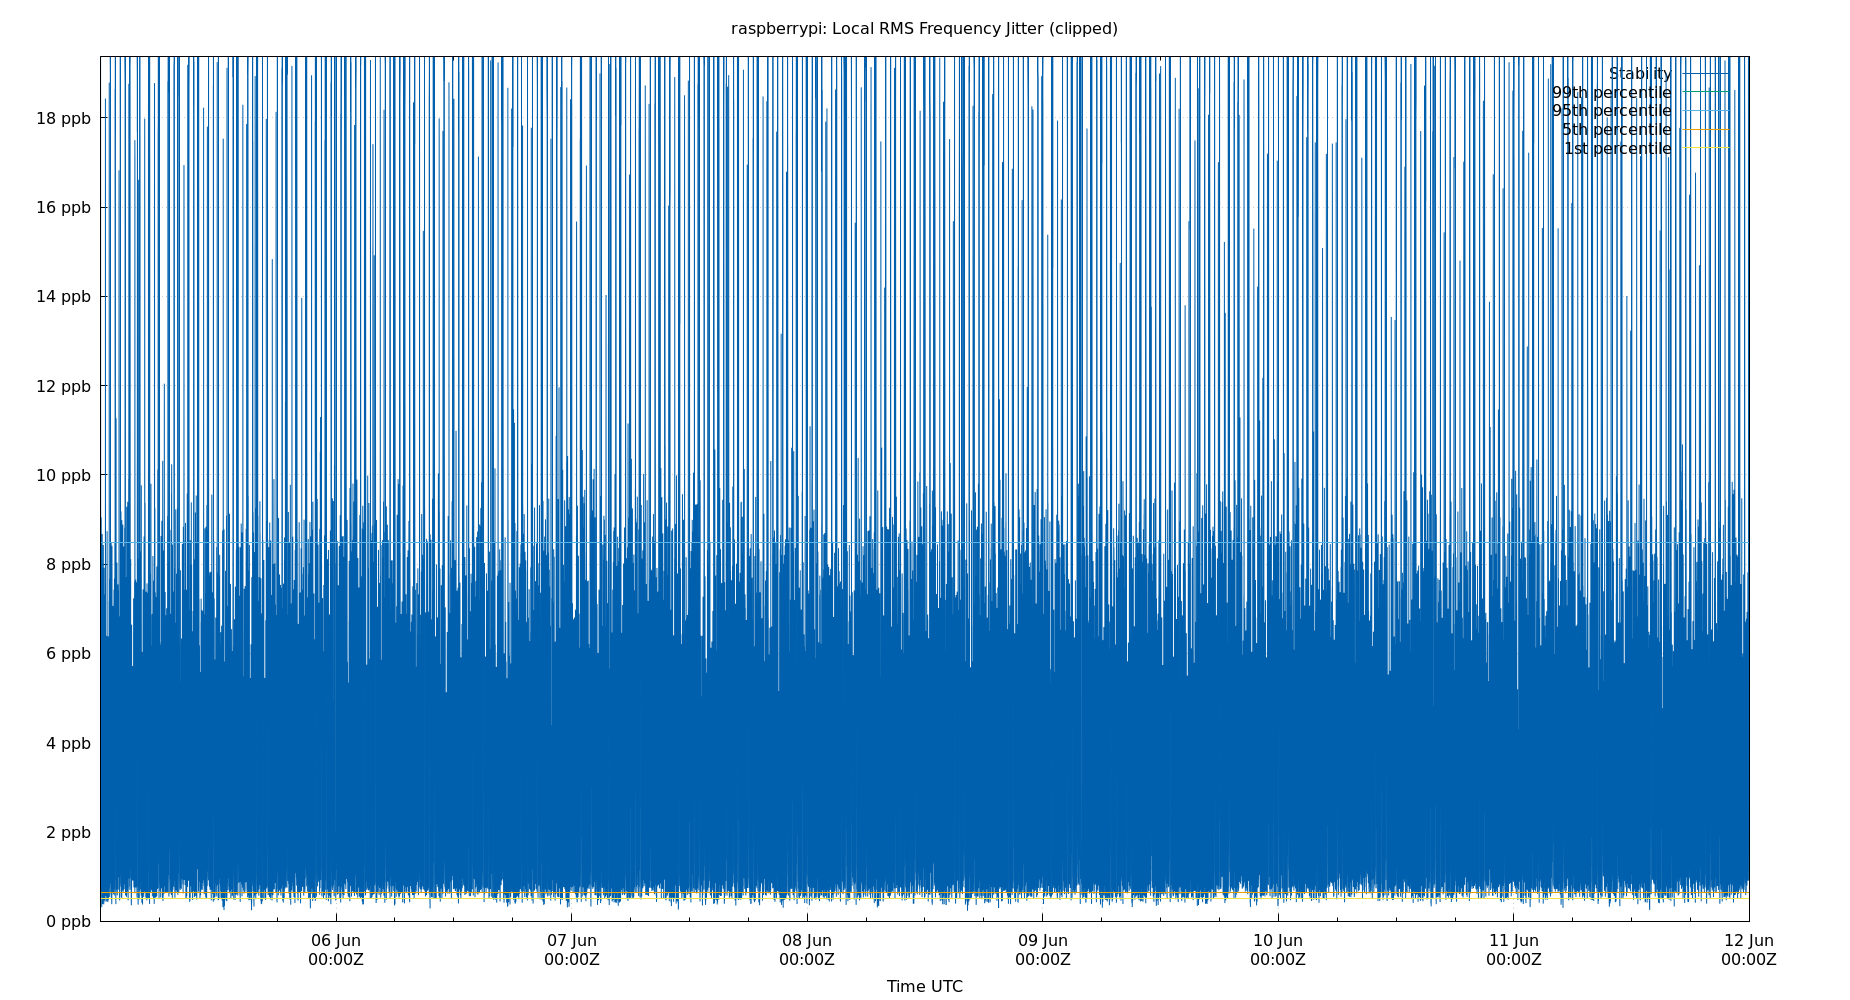 raspberrypi: Local RMS Frequency Jitter (clipped)
Stability
99th percentile
95th percentile
5th percentile
1st percentile
18 ppb
16 ppb
14 ppb
12 ppb
10 ppb
8 ppb
6 ppb
4 ppb
2 ppb
0 ppb
06 Jun 07 Jun 08 Jun 09 Jun 10 Jun 11 Jun 12 Jun
00:00Z 00:00Z 00:00Z 00:00Z 00:00Z 00:00Z 00:00Z
Time UTC